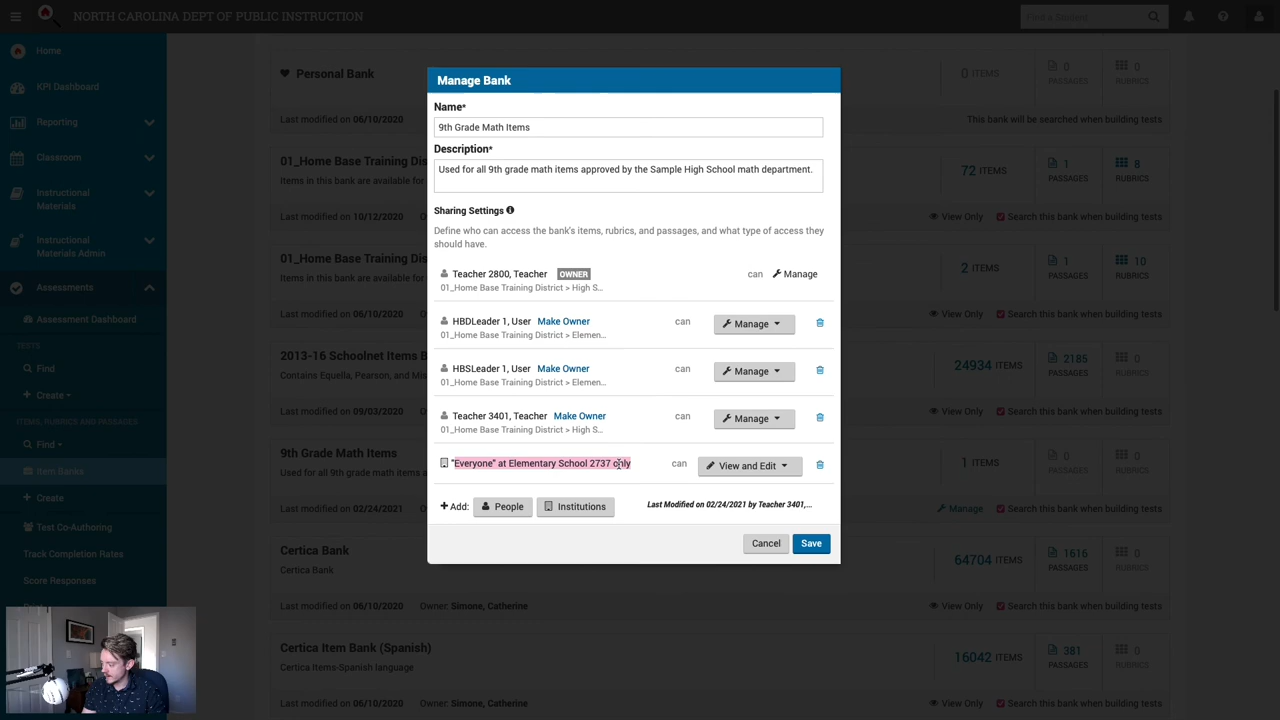 NORTH CAROLINA DEPT OF PUBLIC INSTRUCTION
Find a Student
Home
KPI Dashboard
Reporting
Classroom
Instructional
Materials
Instructional
Materials Admin
Assessments
Assessment Dashboard
TESTS
Find
Create
ITEMS, RUBRICS AND PASSAGES
Find
Item Banks
Create
Test Co-Authoring
Track Completion Rates
Score Responses
Personal Bank
0 ITEMS
0
PASSAGES
0
RUBRICS
Last modified on 06/10/2020
This bank will be searched when building tests
01_Home Base Training Dis
Items in this bank are available for
72 ITEMS
1
PASSAGES
8
RUBRICS
Last modified on 10/12/2020
View Only
Search this bank when building tests
01_Home Base Training Dis
Items in this bank are available for
2 ITEMS
1
PASSAGES
10
RUBRICS
Last modified on 06/10/2020
View Only
Search this bank when building tests
2013-16 Schoolnet Items B
Contains Equella, Pearson, and Mis
24934 ITEMS
2185
PASSAGES
0
RUBRICS
Last modified on 09/03/2020
View Only
Search this bank when building tests
9th Grade Math Items
Used for all 9th grade math items a
1 ITEMS
0
PASSAGES
0
RUBRICS
Last modified on 02/24/2021
Manage
Search this bank when building tests
Certica Bank
Certica Bank
64704 ITEMS
1616
PASSAGES
0
RUBRICS
Last modified on 06/10/2020
Owner: Simone, Catherine
View Only
Search this bank when building tests
Certica Item Bank (Spanish)
Certica Items-Spanish language
16042 ITEMS
381
PASSAGES
0
RUBRICS
Last modified on 06/10/2020
Owner: Simone, Catherine
View Only
Search this bank when building tests
Manage Bank
Name*
9th Grade Math Items
Description*
Used for all 9th grade math items approved by the Sample High School math department.
Sharing Settings
Define who can access the bank's items, rubrics, and passages, and what type of access they
should have.
Teacher 2800, Teacher OWNER can Manage
01_Home Base Training District > High S...
HBDLeader 1, User Make Owner can Manage
01_Home Base Training District > Elemen...
HBSLeader 1, User Make Owner can Manage
01_Home Base Training District > Elemen...
Teacher 3401, Teacher Make Owner can Manage
01_Home Base Training District > High S...
"Everyone" at Elementary School 2737 only can View and Edit
+ Add: People Institutions Last Modified on 02/24/2021 by Teacher 3401,...
Cancel Save